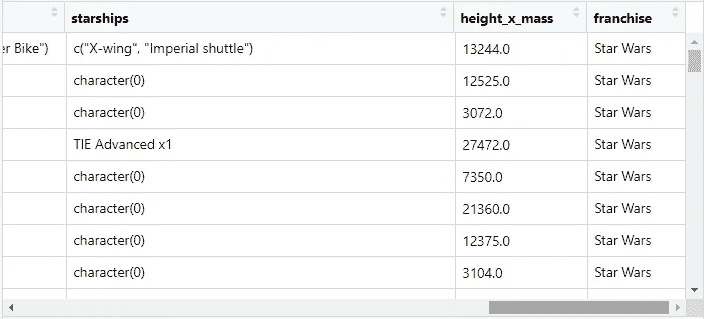 starships height_x_mass franchise
er Bike") c("X-wing", "Imperial shuttle") 13244.0 Star Wars
character(0) 12525.0 Star Wars
character(0) 3072.0 Star Wars
TIE Advanced x1 27472.0 Star Wars
character(0) 7350.0 Star Wars
character(0) 21360.0 Star Wars
character(0) 12375.0 Star Wars
character(0) 3104.0 Star Wars